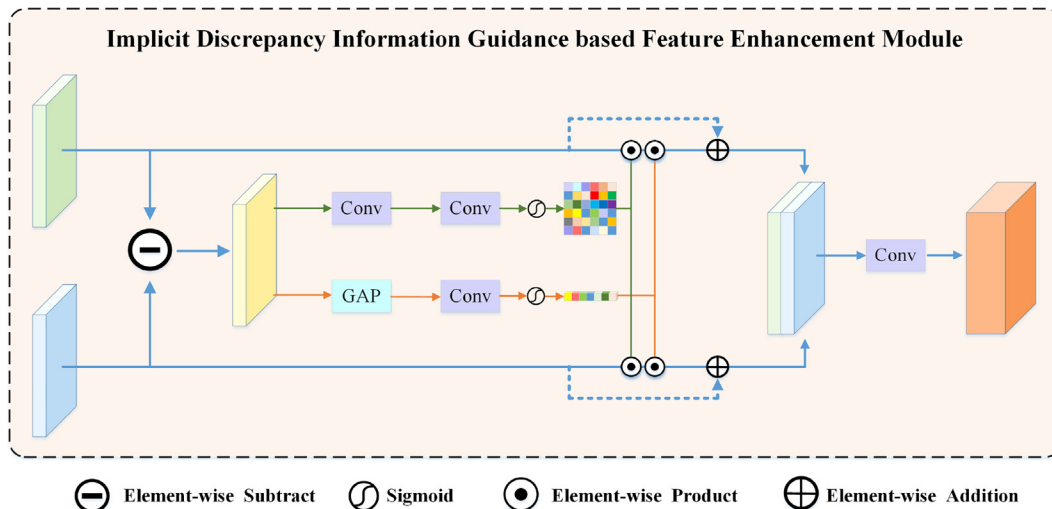 Implicit Discrepancy Information Guidance based Feature Enhancement Module
Conv
Conv
GAP
Conv
Conv
Element-wise Subtract
Sigmoid
Element-wise Product
Element-wise Addition